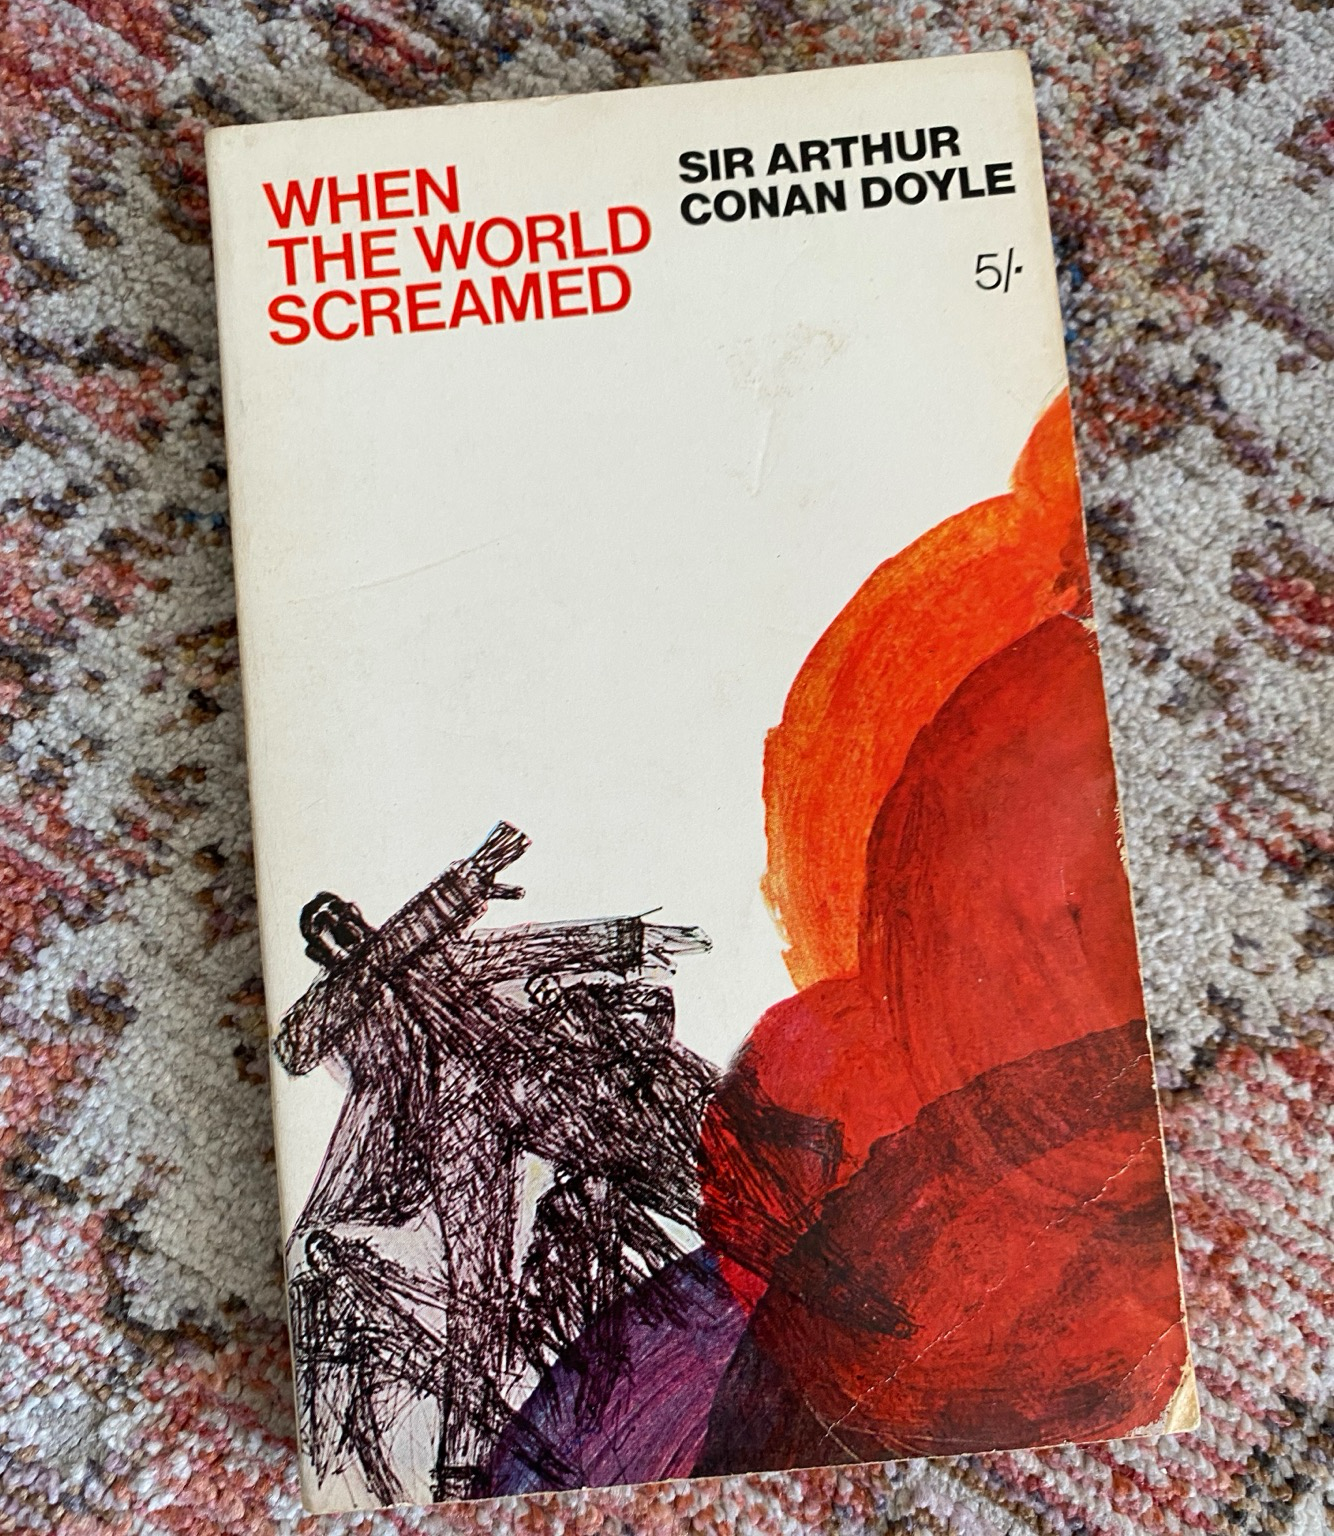 WHEN
THE WORLD
SCREAMED
SIR ARTHUR
CONAN DOYLE
5/-